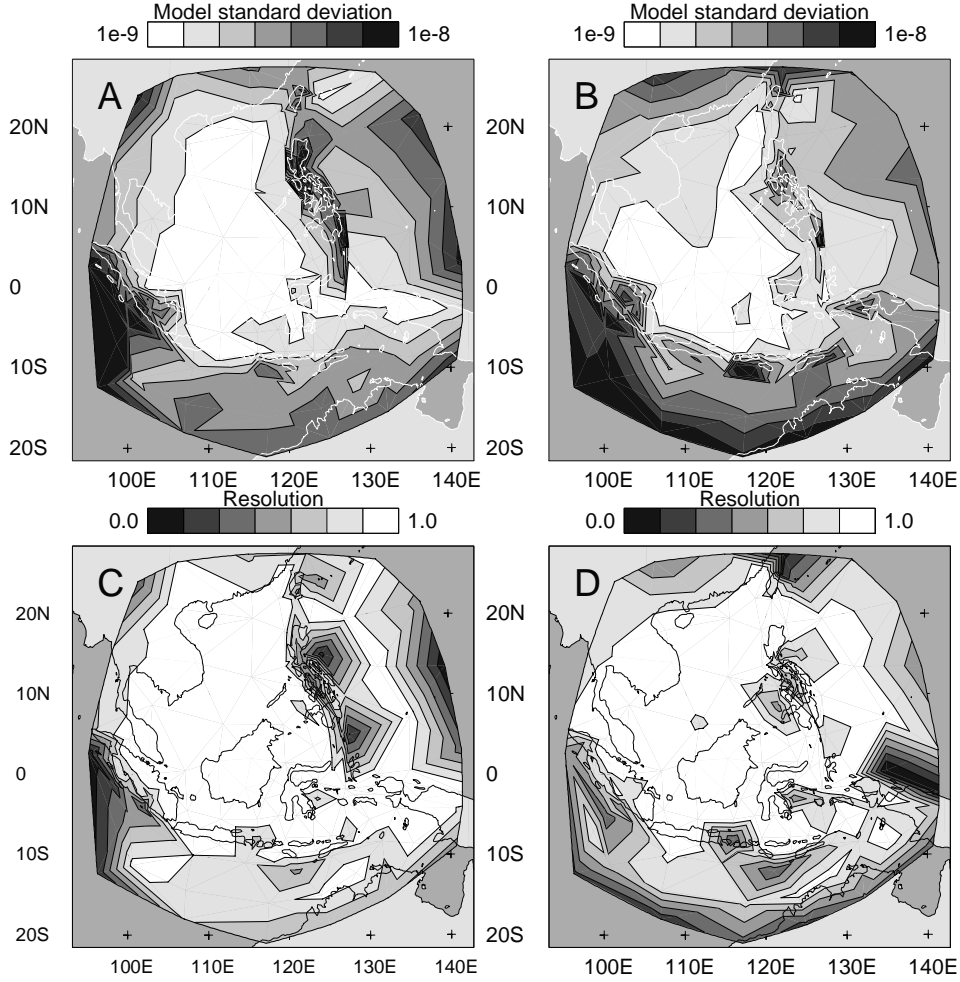 Model standard deviation Model standard deviation
1e-9 1e-8 1e-9 1e-8
A B
20N 20N
10N 10N
0 0
10S 10S
20S 20S
100E 110E 120E 130E 140E 100E 110E 120E 130E 140E
Resolution Resolution
0.0 1.0 0.0 1.0
C D
20N 20N
10N 10N
0 0
10S 10S
20S 20S
100E 110E 120E 130E 140E 100E 110E 120E 130E 140E